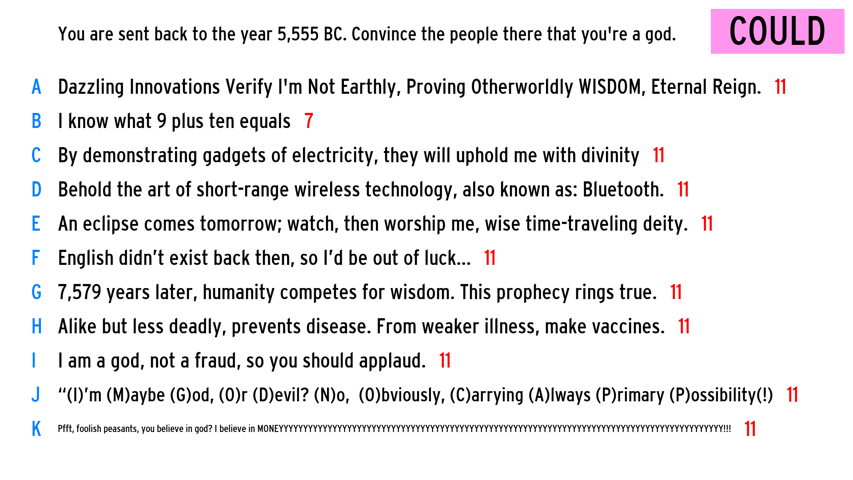 You are sent back to the year 5,555 BC. Convince the people there that you're a god. COULD
A Dazzling Innovations Verify I'm Not Earthly, Proving Otherworldly WISDOM, Eternal Reign. 11
B I know what 9 plus ten equals 7
C By demonstrating gadgets of electricity, they will uphold me with divinity 11
D Behold the art of short-range wireless technology, also known as: Bluetooth. 11
E An eclipse comes tomorrow; watch, then worship me, wise time-traveling deity. 11
F English didn’t exist back then, so I’d be out of luck... 11
G 7,579 years later, humanity competes for wisdom. This prophecy rings true. 11
H Alike but less deadly, prevents disease. From weaker illness, make vaccines. 11
I I am a god, not a fraud, so you should applaud. 11
J “(I)’m (M)aybe (G)od, (O)r (D)evil? (N)o, (O)bviously, (C)arrying (A)lways (P)rimary (P)ossibility(!) 11
K Pfft, foolish peasants, you believe in god? I believe in MONEYYYYYYYYYYYYYYYYYYYYYYYYYYYYYYYYYYYYYYYYYYYYYYYYYYYYYYYYYYYYYYYYYYYYYYYYYYYYYYYYYYYYYYYYYYYYYYY!!! 11